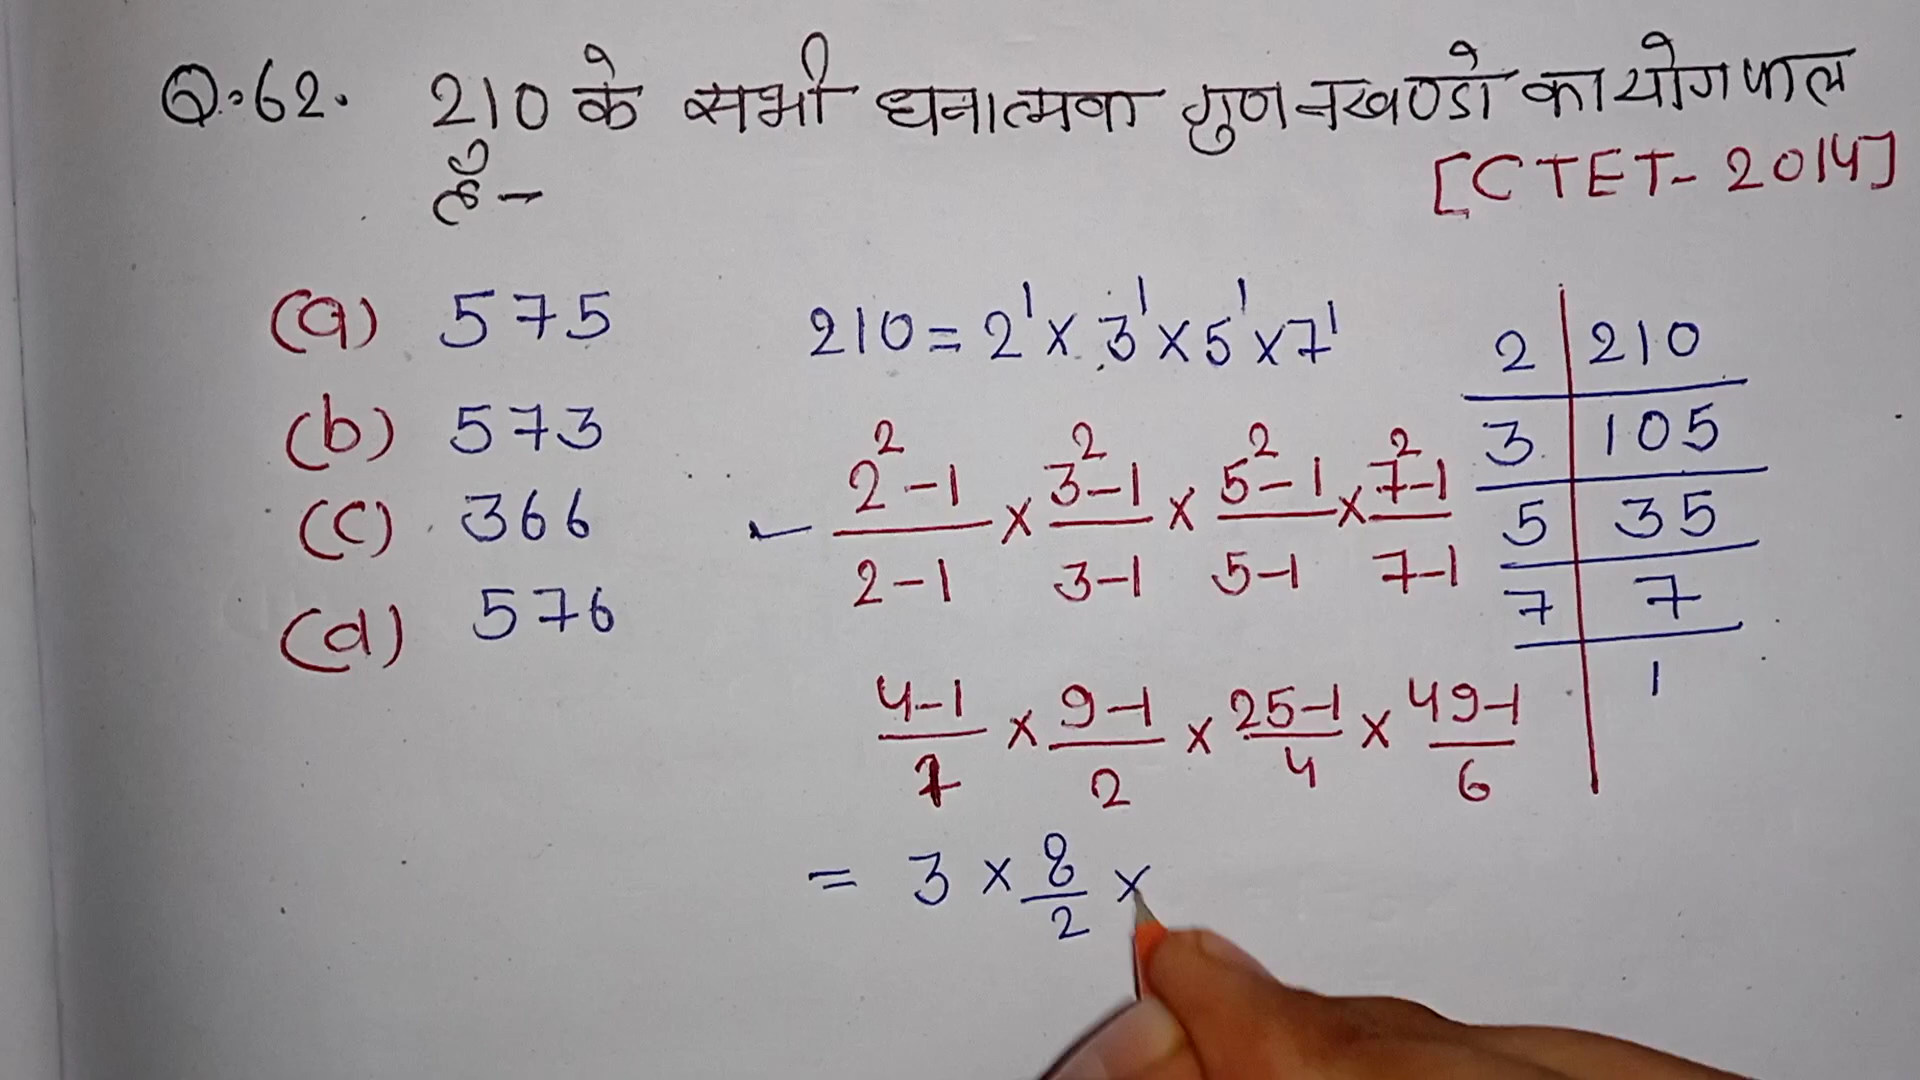 Q.62. 210 के सभी धनात्मक गुणनखण्डो का योगफल
है - [CTET-2014]
(a) 575
(b) 573
(c) 366
(d) 576
210 = 2¹ × 3¹ × 5¹ × 7¹
(2²-1)/(2-1) × (3²-1)/(3-1) × (5²-1)/(5-1) × (7²-1)/(7-1)
(4-1)/1 × (9-1)/2 × (25-1)/4 × (49-1)/6
= 3 × 8/2 ×
2 | 210
3 | 105
5 | 35
7 | 7
| 1